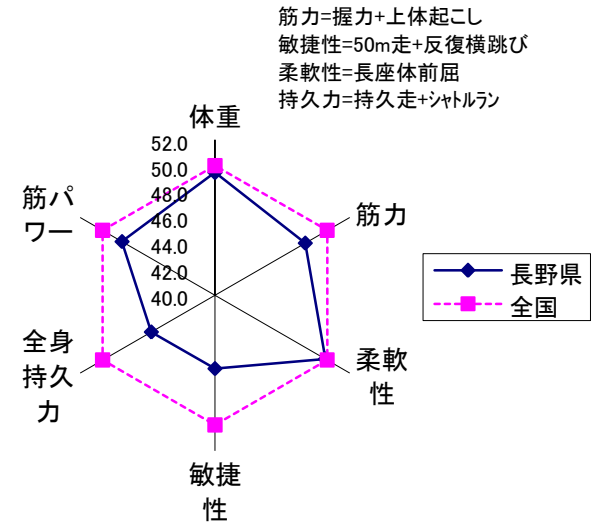 筋力=握力+上体起こし
敏捷性=50m走+反復横跳び
柔軟性=長座体前屈
持久力=持久走+シャトルラン
体重
52.0
50.0
48.0
46.0
44.0
42.0
40.0
筋パ
ワー
筋力
長野県
全国
全身
持久
力
柔軟
性
敏捷
性